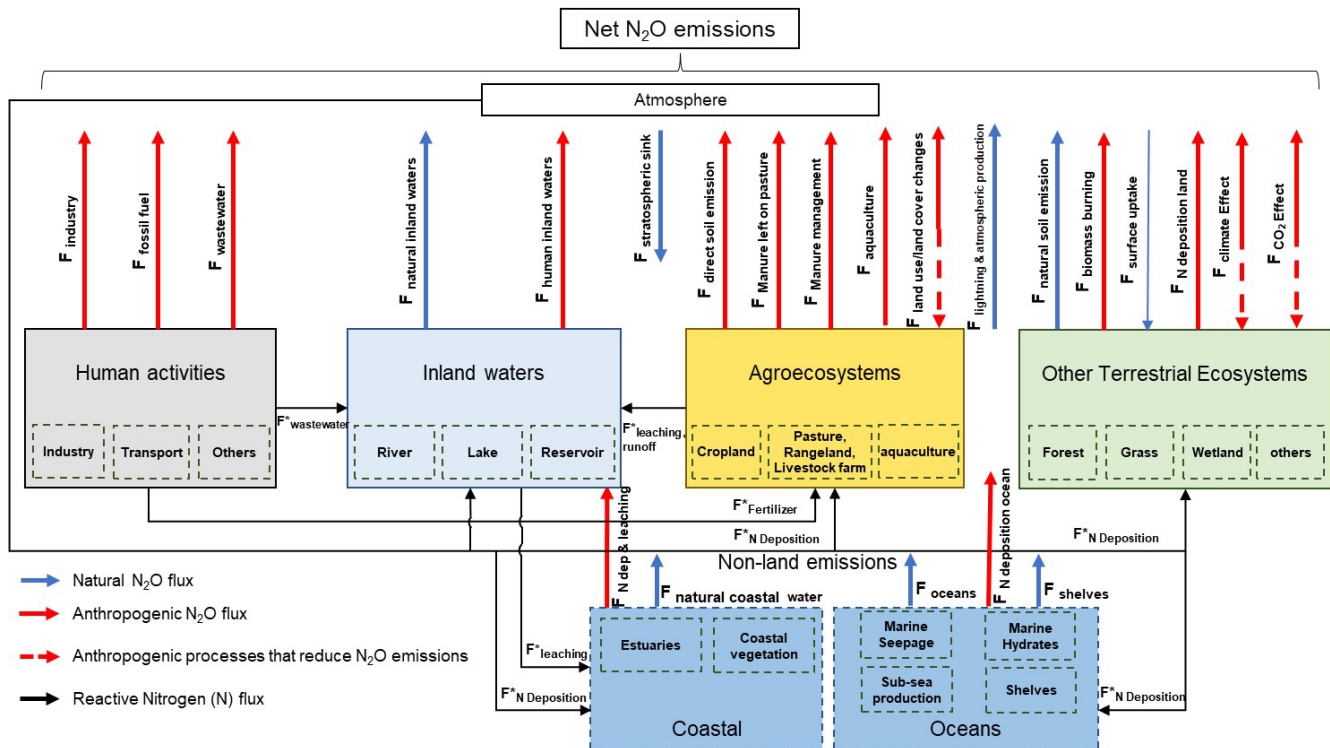 Net N₂O emissions
Atmosphere
F industry
F fossil fuel
F wastewater
F natural inland waters
F human inland waters
F stratospheric sink
F direct soil emission
F Manure left on pasture
F Manure management
F aquaculture
F land use/land cover changes
F lightning & atmospheric production
F natural soil emission
F biomass burning
F surface uptake
F N deposition land
F climate Effect
F CO₂ Effect
Human activities
Industry
Transport
Others
F* wastewater
Inland waters
River
Lake
Reservoir
F* leaching,
runoff
Agroecosystems
Cropland
Pasture,
Rangeland,
Livestock farm
aquaculture
Other Terrestrial Ecosystems
Forest
Grass
Wetland
others
F* Fertilizer
F* N Deposition
F* N Deposition
Non-land emissions
F N dep & leaching
F natural coastal water
F oceans
F N deposition ocean
F shelves
Natural N₂O flux
Anthropogenic N₂O flux
Anthropogenic processes that reduce N₂O emissions
Reactive Nitrogen (N) flux
F* leaching
F* N Deposition
Estuaries
Coastal
vegetation
Coastal
Marine
Seepage
Marine
Hydrates
Sub-sea
production
Shelves
Oceans
F* N Deposition